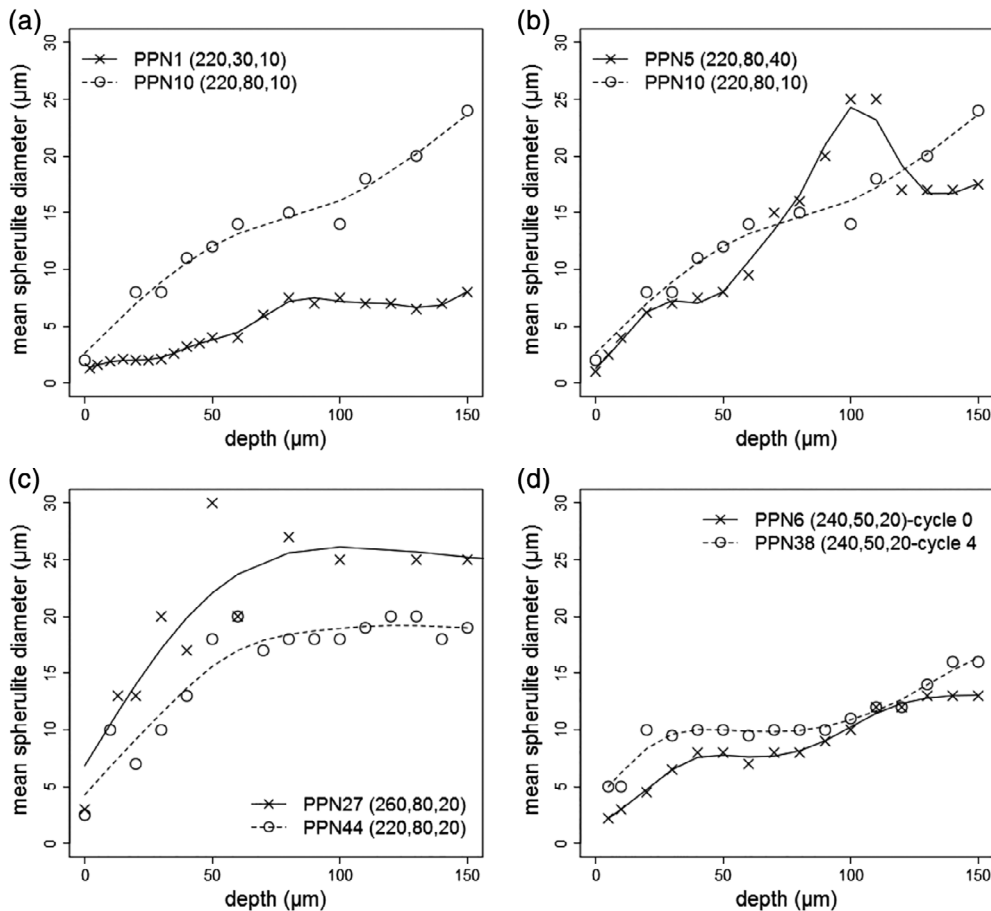 (a)
mean spherulite diameter (µm)
30
25
20
15
10
5
0
PPN1 (220,30,10)
PPN10 (220,80,10)
0 50 100 150
depth (µm)
(b)
mean spherulite diameter (µm)
30
25
20
15
10
5
0
PPN5 (220,80,40)
PPN10 (220,80,10)
0 50 100 150
depth (µm)
(c)
mean spherulite diameter (µm)
30
25
20
15
10
5
0
PPN27 (260,80,20)
PPN44 (220,80,20)
0 50 100 150
depth (µm)
(d)
mean spherulite diameter (µm)
30
25
20
15
10
5
0
PPN6 (240,50,20)-cycle 0
PPN38 (240,50,20-cycle 4
0 50 100 150
depth (µm)